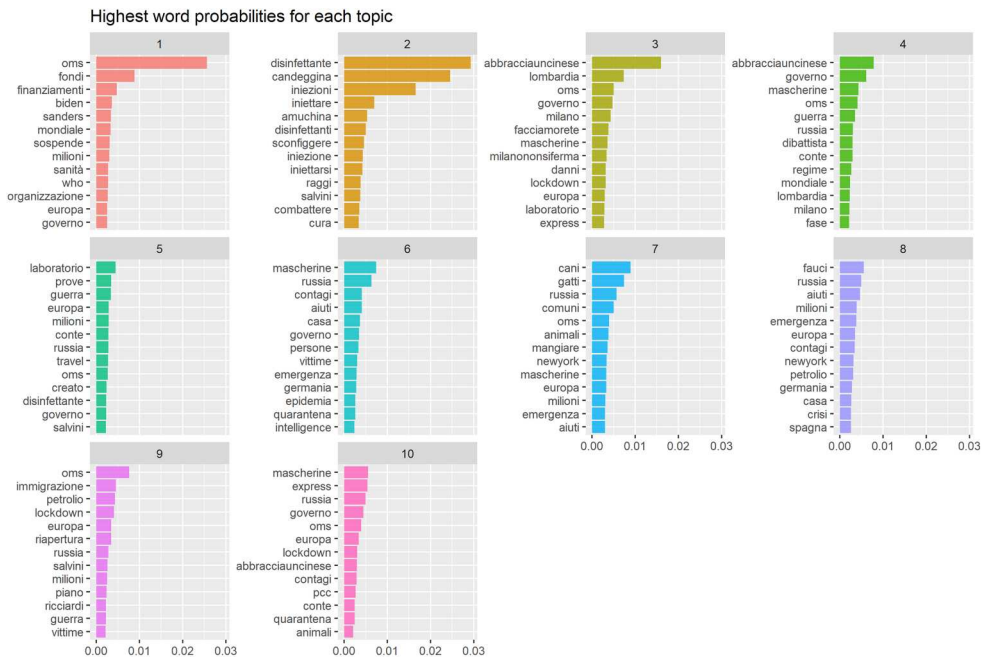 Highest word probabilities for each topic
1
oms
fondi
finanziamenti
biden
sanders
mondiale
sospende
milioni
sanità
who
organizzazione
europa
governo
2
disinfettante
candeggina
iniezioni
iniettare
amuchina
disinfettanti
sconfiggere
iniezione
iniettarsi
raggi
salvini
combattere
cura
3
abbracciauncinese
lombardia
oms
governo
milano
facciamorete
mascherine
milanononsiferma
danni
lockdown
europa
laboratorio
express
4
abbracciauncinese
governo
mascherine
oms
guerra
russia
dibattista
conte
regime
mondiale
lombardia
milano
fase
5
laboratorio
prove
guerra
europa
milioni
conte
russia
travel
oms
creato
disinfettante
governo
salvini
6
mascherine
russia
contagi
aiuti
casa
governo
persone
vittime
emergenza
germania
epidemia
quarantena
intelligence
7
cani
gatti
russia
comuni
oms
animali
mangiare
newyork
mascherine
europa
milioni
emergenza
aiuti
0.00 0.01 0.02 0.03
8
fauci
russia
aiuti
milioni
emergenza
europa
contagi
newyork
petrolio
germania
casa
crisi
spagna
0.00 0.01 0.02 0.03
9
oms
immigrazione
petrolio
lockdown
europa
riapertura
russia
salvini
milioni
piano
ricciardi
guerra
vittime
0.00 0.01 0.02 0.03
10
mascherine
express
russia
governo
oms
europa
lockdown
abbracciauncinese
contagi
pcc
conte
quarantena
animali
0.00 0.01 0.02 0.03